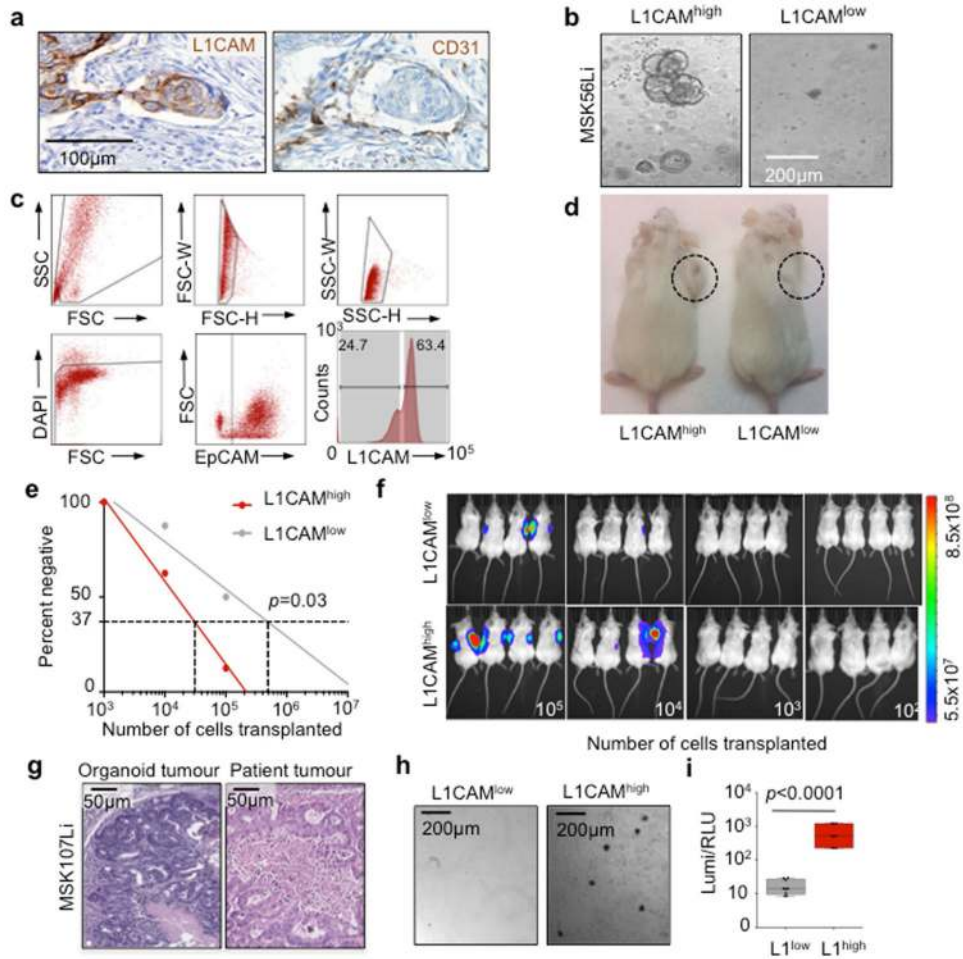 a
L1CAM
CD31
100µm
b
L1CAMhigh
L1CAMlow
MSK56Li
200µm
c
SSC
FSC
FSC-W
FSC-H
SSC-W
SSC-H
DAPI
FSC
FSC
EpCAM
10³
24.7
63.4
Counts
0
L1CAM
10⁵
d
L1CAMhigh
L1CAMlow
e
L1CAMhigh
L1CAMlow
100
50
37
0
Percent negative
p=0.03
10³
10⁴
10⁵
10⁶
10⁷
Number of cells transplanted
f
L1CAMlow
L1CAMhigh
10⁵
10⁴
10³
10²
8.5x10⁸
5.5x10⁷
Number of cells transplanted
g
Organoid tumour
Patient tumour
50µm
50µm
MSK107Li
h
L1CAMlow
L1CAMhigh
200µm
200µm
i
p<0.0001
10⁴
10³
10²
10
0
Lumi/RLU
L1low
L1high